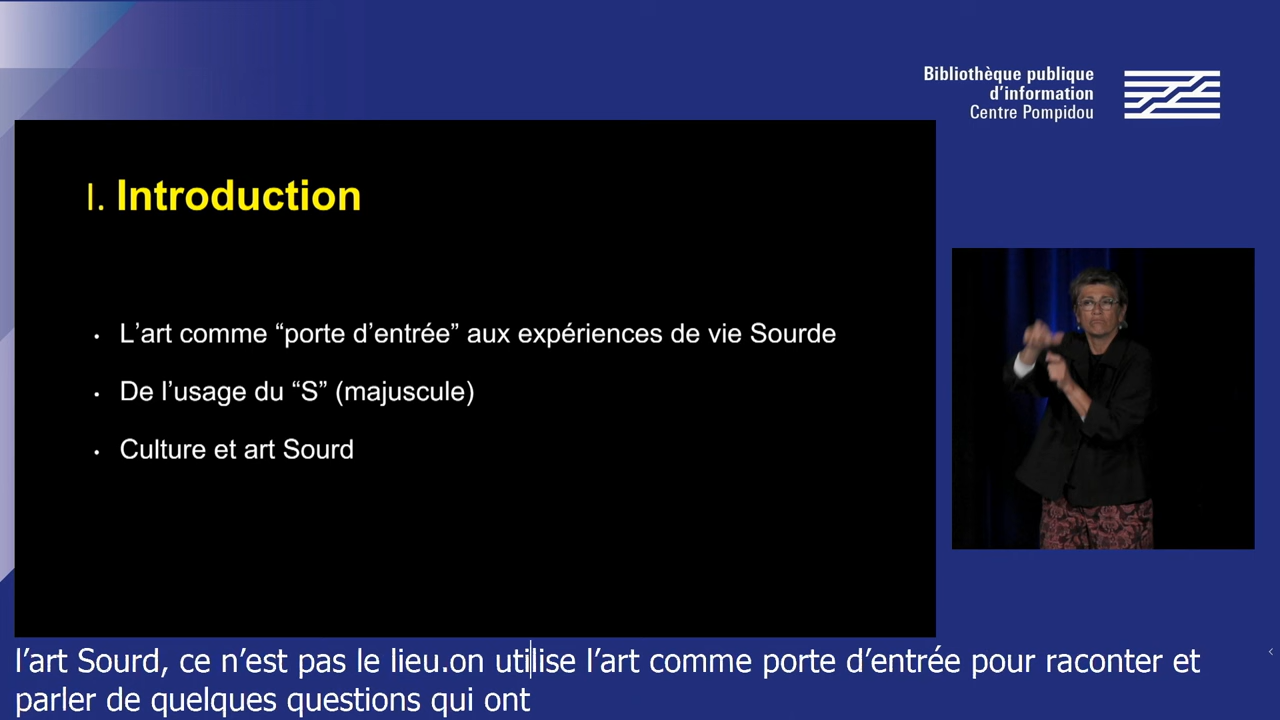 Bibliothèque publique
d’information
Centre Pompidou
I. Introduction
• L’art comme “porte d’entrée” aux expériences de vie Sourde
• De l’usage du “S” (majuscule)
• Culture et art Sourd
l’art Sourd, ce n’est pas le lieu.on utilise l’art comme porte d’entrée pour raconter et
parler de quelques questions qui ont